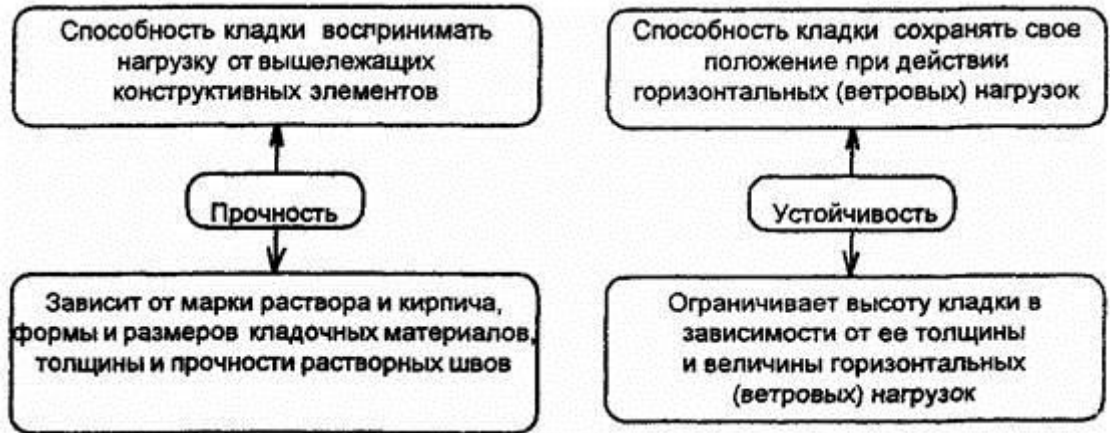 Способность кладки воспринимать
нагрузку от вышележащих
конструктивных элементов
Прочность
Зависит от марки раствора и кирпича,
формы и размеров кладочных материалов,
толщины и прочности растворных швов
Способность кладки сохранять свое
положение при действии
горизонтальных (ветровых) нагрузок
Устойчивость
Ограничивает высоту кладки в
зависимости от ее толщины
и величины горизонтальных
(ветровых) нагрузок